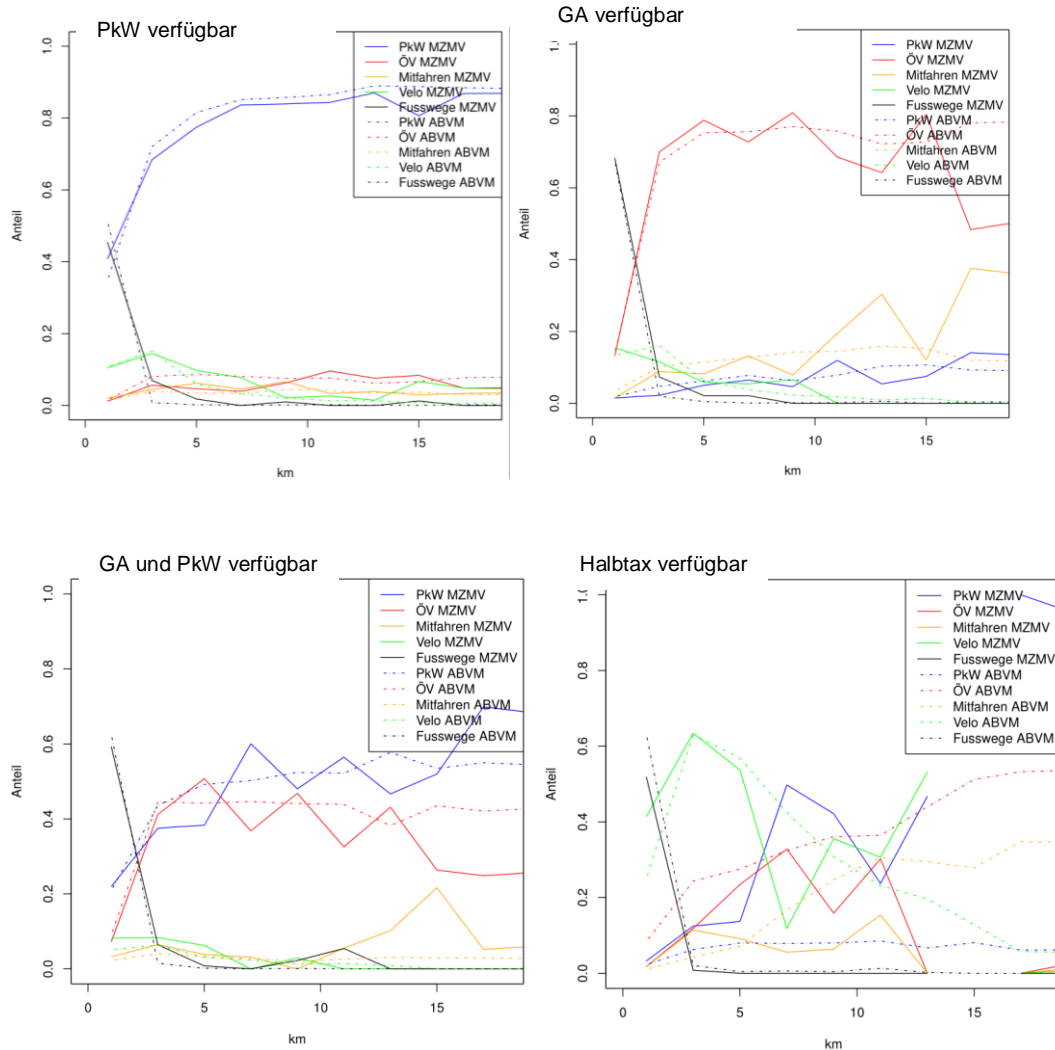 PkW verfügbar
1.0
0.8
0.6
0.4
0.2
0.0
Anteil
0
5
10
15
km
PkW MZMV
ÖV MZMV
Mitfahren MZMV
Velo MZMV
Fusswege MZMV
PkW ABVM
ÖV ABVM
Mitfahren ABVM
Velo ABVM
Fusswege ABVM
GA verfügbar
1.0
0.8
0.6
0.4
0.2
0.0
Anteil
0
5
10
15
km
PkW MZMV
ÖV MZMV
Mitfahren MZMV
Velo MZMV
Fusswege MZMV
PkW ABVM
ÖV ABVM
Mitfahren ABVM
Velo ABVM
Fusswege ABVM
GA und PkW verfügbar
1.0
0.8
0.6
0.4
0.2
0.0
Anteil
0
5
10
15
km
PkW MZMV
ÖV MZMV
Mitfahren MZMV
Velo MZMV
Fusswege MZMV
PkW ABVM
ÖV ABVM
Mitfahren ABVM
Velo ABVM
Fusswege ABVM
Halbtax verfügbar
1.0
0.8
0.6
0.4
0.2
0.0
Anteil
0
5
10
15
km
PkW MZMV
ÖV MZMV
Mitfahren MZMV
Velo MZMV
Fusswege MZMV
PkW ABVM
ÖV ABVM
Mitfahren ABVM
Velo ABVM
Fusswege ABVM